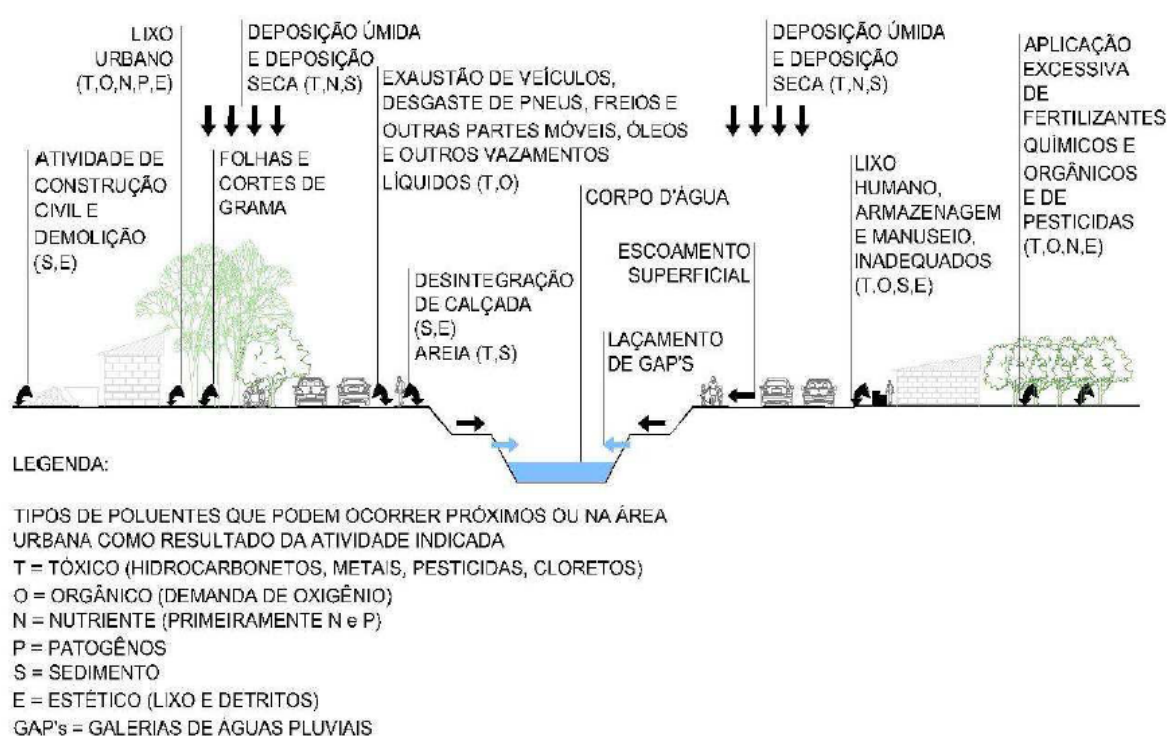 LIXO
URBANO
(T,O,N,P,E)
DEPOSIÇÃO ÚMIDA
E DEPOSIÇÃO
SECA (T,N,S)
EXAUSTÃO DE VEÍCULOS,
DESGASTE DE PNEUS, FREIOS E
OUTRAS PARTES MÓVEIS, ÓLEOS
E OUTROS VAZAMENTOS
LÍQUIDOS (T,O)
DEPOSIÇÃO ÚMIDA
E DEPOSIÇÃO
SECA (T,N,S)
APLICAÇÃO
EXCESSIVA
DE
FERTILIZANTES
QUÍMICOS E
ORGÂNICOS
E DE
PESTICIDAS
(T,O,N,E)
ATIVIDADE DE
CONSTRUÇÃO
CIVIL E
DEMOLIÇÃO
(S,E)
FOLHAS E
CORTES DE
GRAMA
CORPO D'ÁGUA
LIXO
HUMANO,
ARMAZENAGEM
E MANUSEIO,
INADEQUADOS
(T,O,S,E)
ESCOAMENTO
SUPERFICIAL
DESINTEGRAÇÃO
DE CALÇADA
(S,E)
AREIA (T,S)
LAÇAMENTO
DE GAP'S
LEGENDA:
TIPOS DE POLUENTES QUE PODEM OCORRER PRÓXIMOS OU NA ÁREA
URBANA COMO RESULTADO DA ATIVIDADE INDICADA
T = TÓXICO (HIDROCARBONETOS, METAIS, PESTICIDAS, CLORETOS)
O = ORGÂNICO (DEMANDA DE OXIGÊNIO)
N = NUTRIENTE (PRIMEIRAMENTE N e P)
P = PATOGÊNOS
S = SEDIMENTO
E = ESTÉTICO (LIXO E DETRITOS)
GAP's = GALERIAS DE ÁGUAS PLUVIAIS